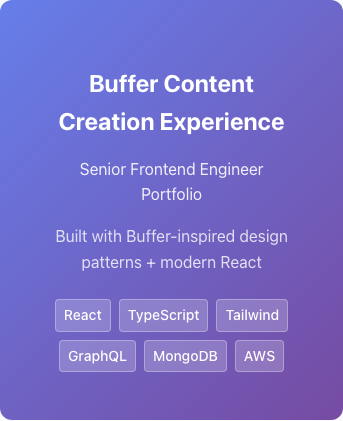 Buffer Content
Creation Experience
Senior Frontend Engineer
Portfolio
Built with Buffer-inspired design
patterns + modern React
React TypeScript Tailwind
GraphQL MongoDB AWS